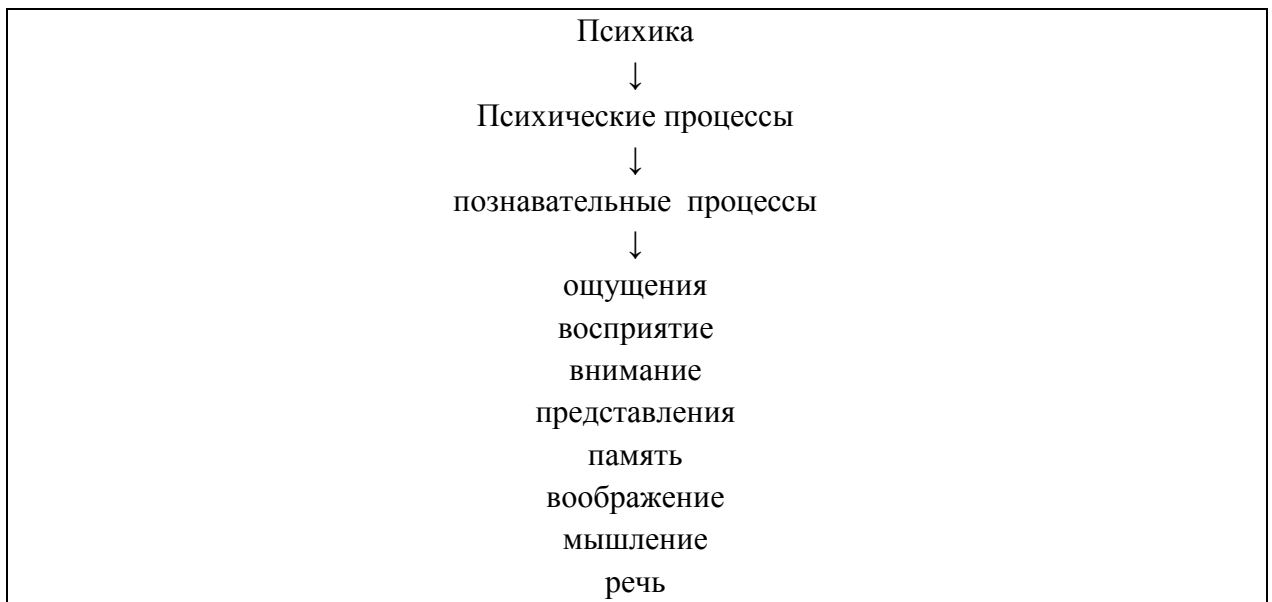 Психика
↓
Психические процессы
↓
познавательные процессы
↓
ощущения
восприятие
внимание
представления
память
воображение
мышление
речь